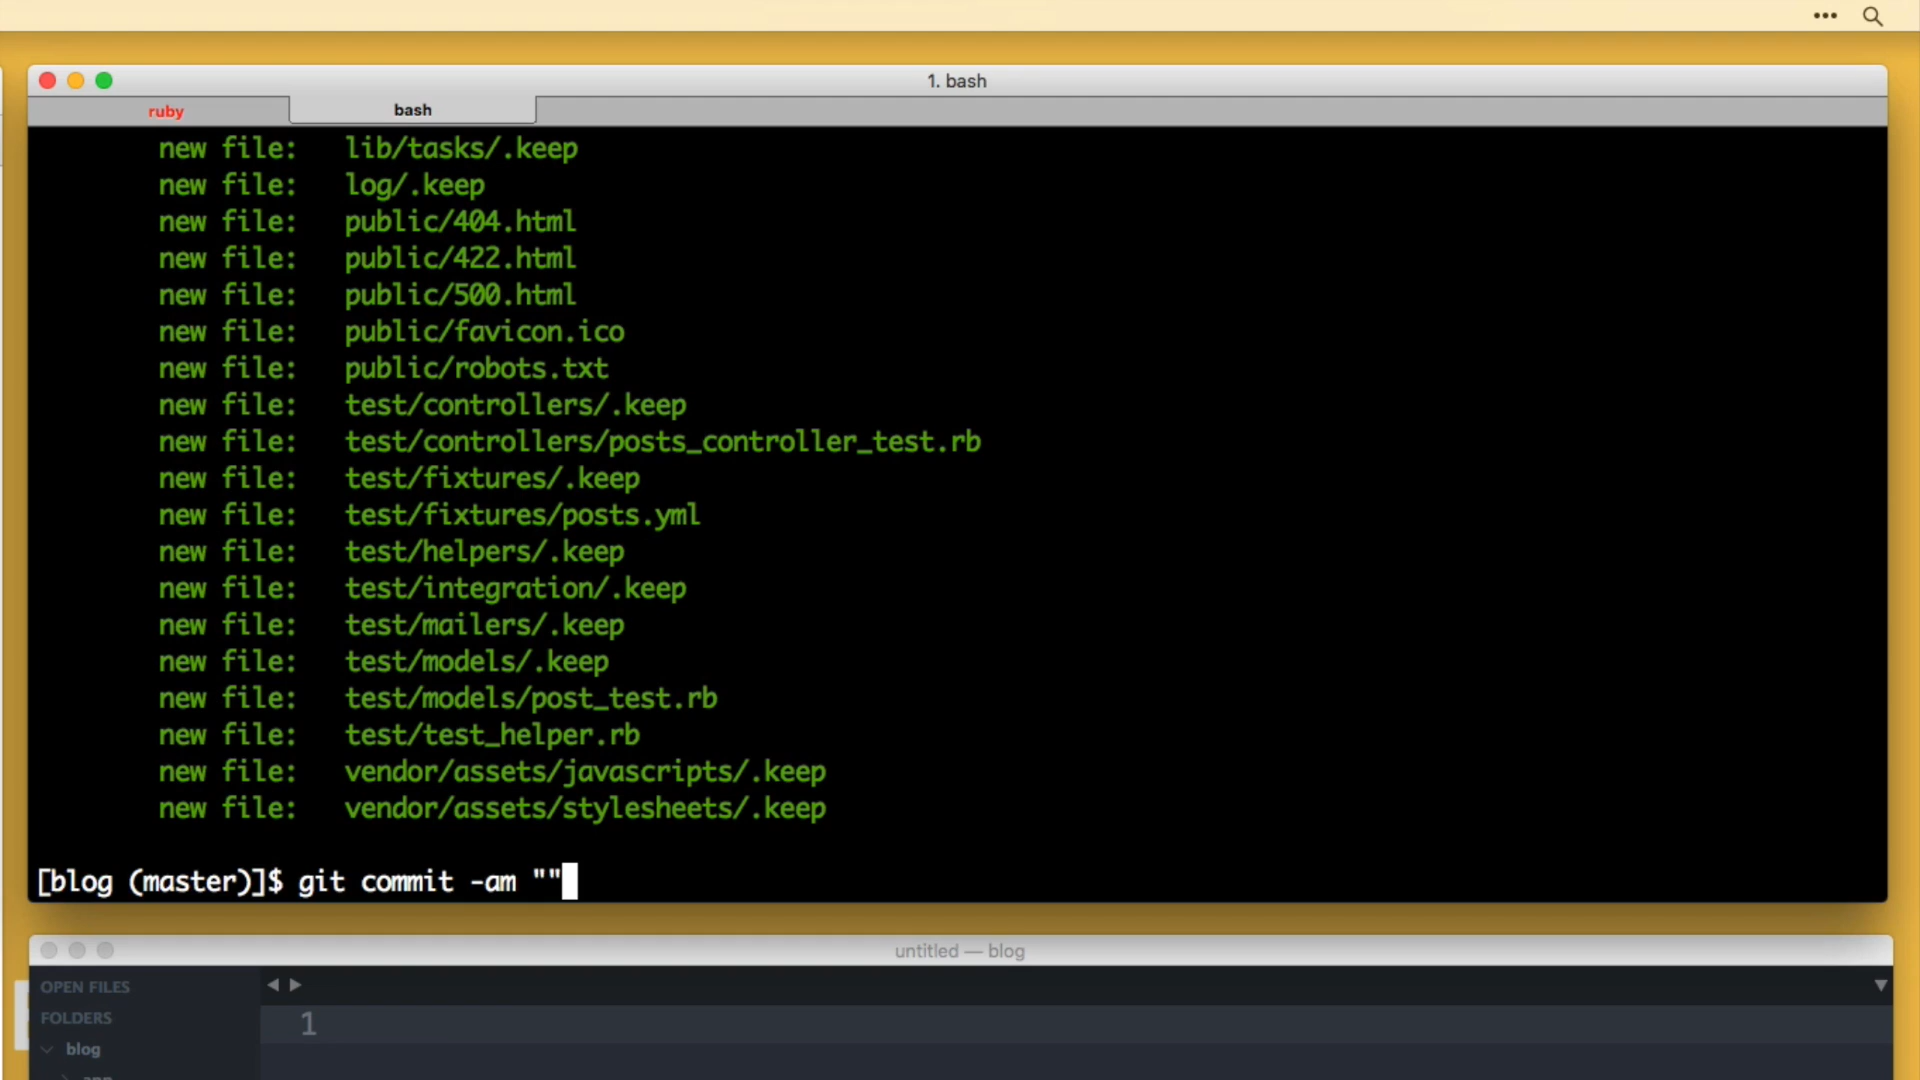 1. bash
ruby
bash
new file: lib/tasks/.keep
new file: log/.keep
new file: public/404.html
new file: public/422.html
new file: public/500.html
new file: public/favicon.ico
new file: public/robots.txt
new file: test/controllers/.keep
new file: test/controllers/posts_controller_test.rb
new file: test/fixtures/.keep
new file: test/fixtures/posts.yml
new file: test/helpers/.keep
new file: test/integration/.keep
new file: test/mailers/.keep
new file: test/models/.keep
new file: test/models/post_test.rb
new file: test/test_helper.rb
new file: vendor/assets/javascripts/.keep
new file: vendor/assets/stylesheets/.keep
[blog (master)]$ git commit -am ""
untitled — blog
OPEN FILES
FOLDERS
1
blog